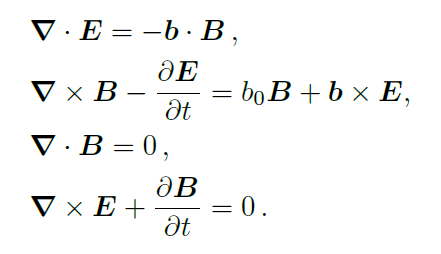 ∇ · E = −b · B ,
∇ × B − ∂E/∂t = b₀B + b × E,
∇ · B = 0 ,
∇ × E + ∂B/∂t = 0 .